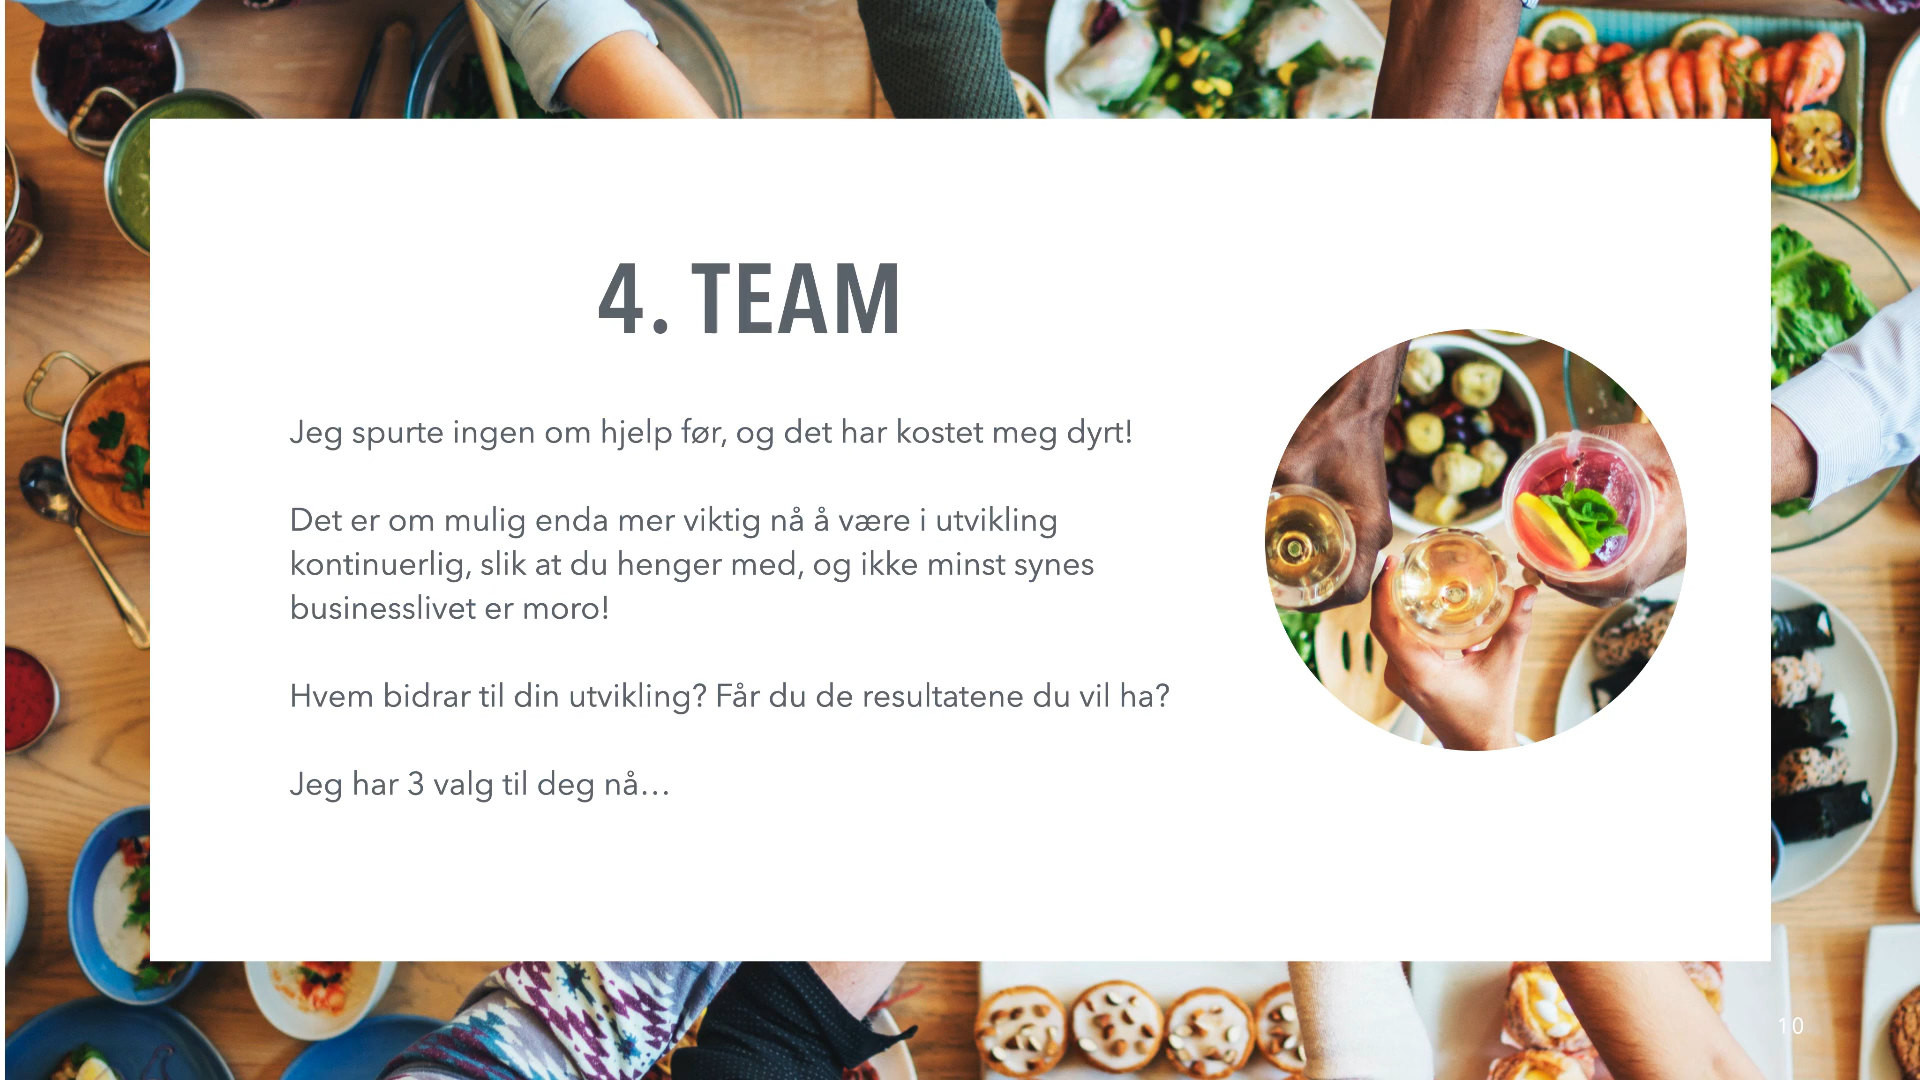 4. TEAM
Jeg spurte ingen om hjelp før, og det har kostet meg dyrt!
Det er om mulig enda mer viktig nå å være i utvikling
kontinuerlig, slik at du henger med, og ikke minst synes
businesslivet er moro!
Hvem bidrar til din utvikling? Får du de resultatene du vil ha?
Jeg har 3 valg til deg nå…
10